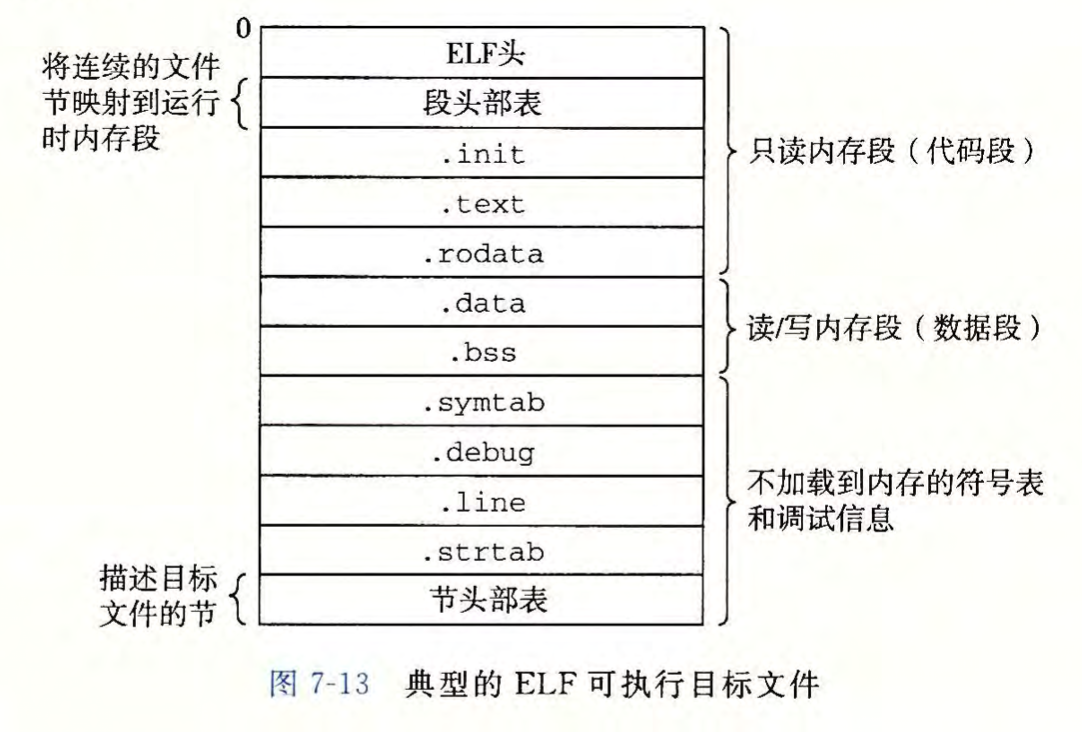 0
ELF头
将连续的文件
节映射到运行
时内存段
段头部表
.init
只读内存段（代码段）
.text
.rodata
.data
读/写内存段（数据段）
.bss
.symtab
.debug
不加载到内存的符号表
和调试信息
.line
.strtab
描述目标
文件的节
节头部表
图 7-13 典型的 ELF 可执行目标文件